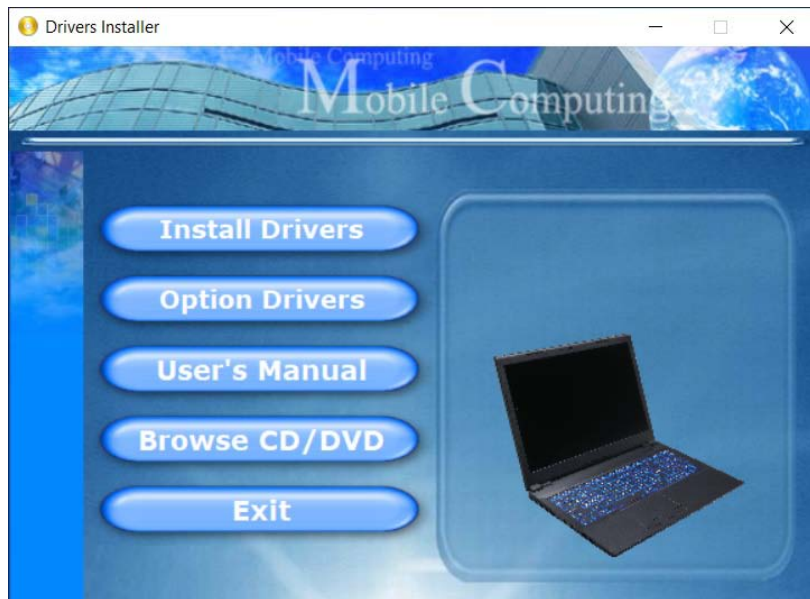 Drivers Installer
Mobile Computing
Mobile Computing
Install Drivers
Option Drivers
User's Manual
Browse CD/DVD
Exit